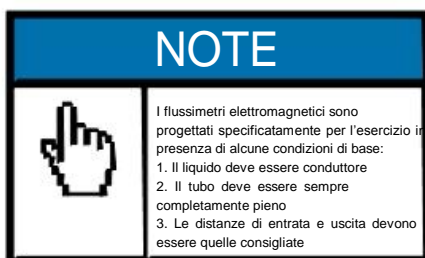 NOTE
I flussimetri elettromagnetici sono
progettati specificatamente per l'esercizio in
presenza di alcune condizioni di base:
1. Il liquido deve essere conduttore
2. Il tubo deve essere sempre
completamente pieno
3. Le distanze di entrata e uscita devono
essere quelle consigliate